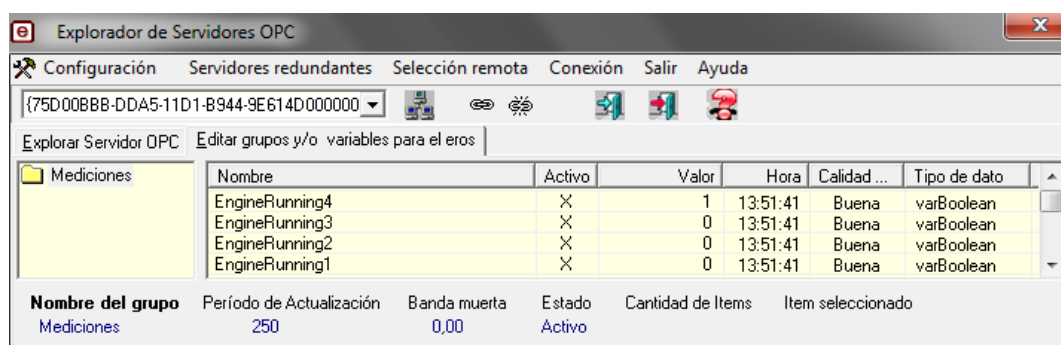 e Explorador de Servidores OPC X
Configuración Servidores redundantes Selección remota Conexión Salir Ayuda
{75D00BBB-DDA5-11D1-B944-9E614D000000
Explorar Servidor OPC Editar grupos y/o variables para el eros
Mediciones Nombre Activo Valor Hora Calidad ... Tipo de dato
EngineRunning4 X 1 13:51:41 Buena varBoolean
EngineRunning3 X 0 13:51:41 Buena varBoolean
EngineRunning2 X 0 13:51:41 Buena varBoolean
EngineRunning1 X 0 13:51:41 Buena varBoolean
Nombre del grupo Período de Actualización Banda muerta Estado Cantidad de Items Item seleccionado
Mediciones 250 0,00 Activo